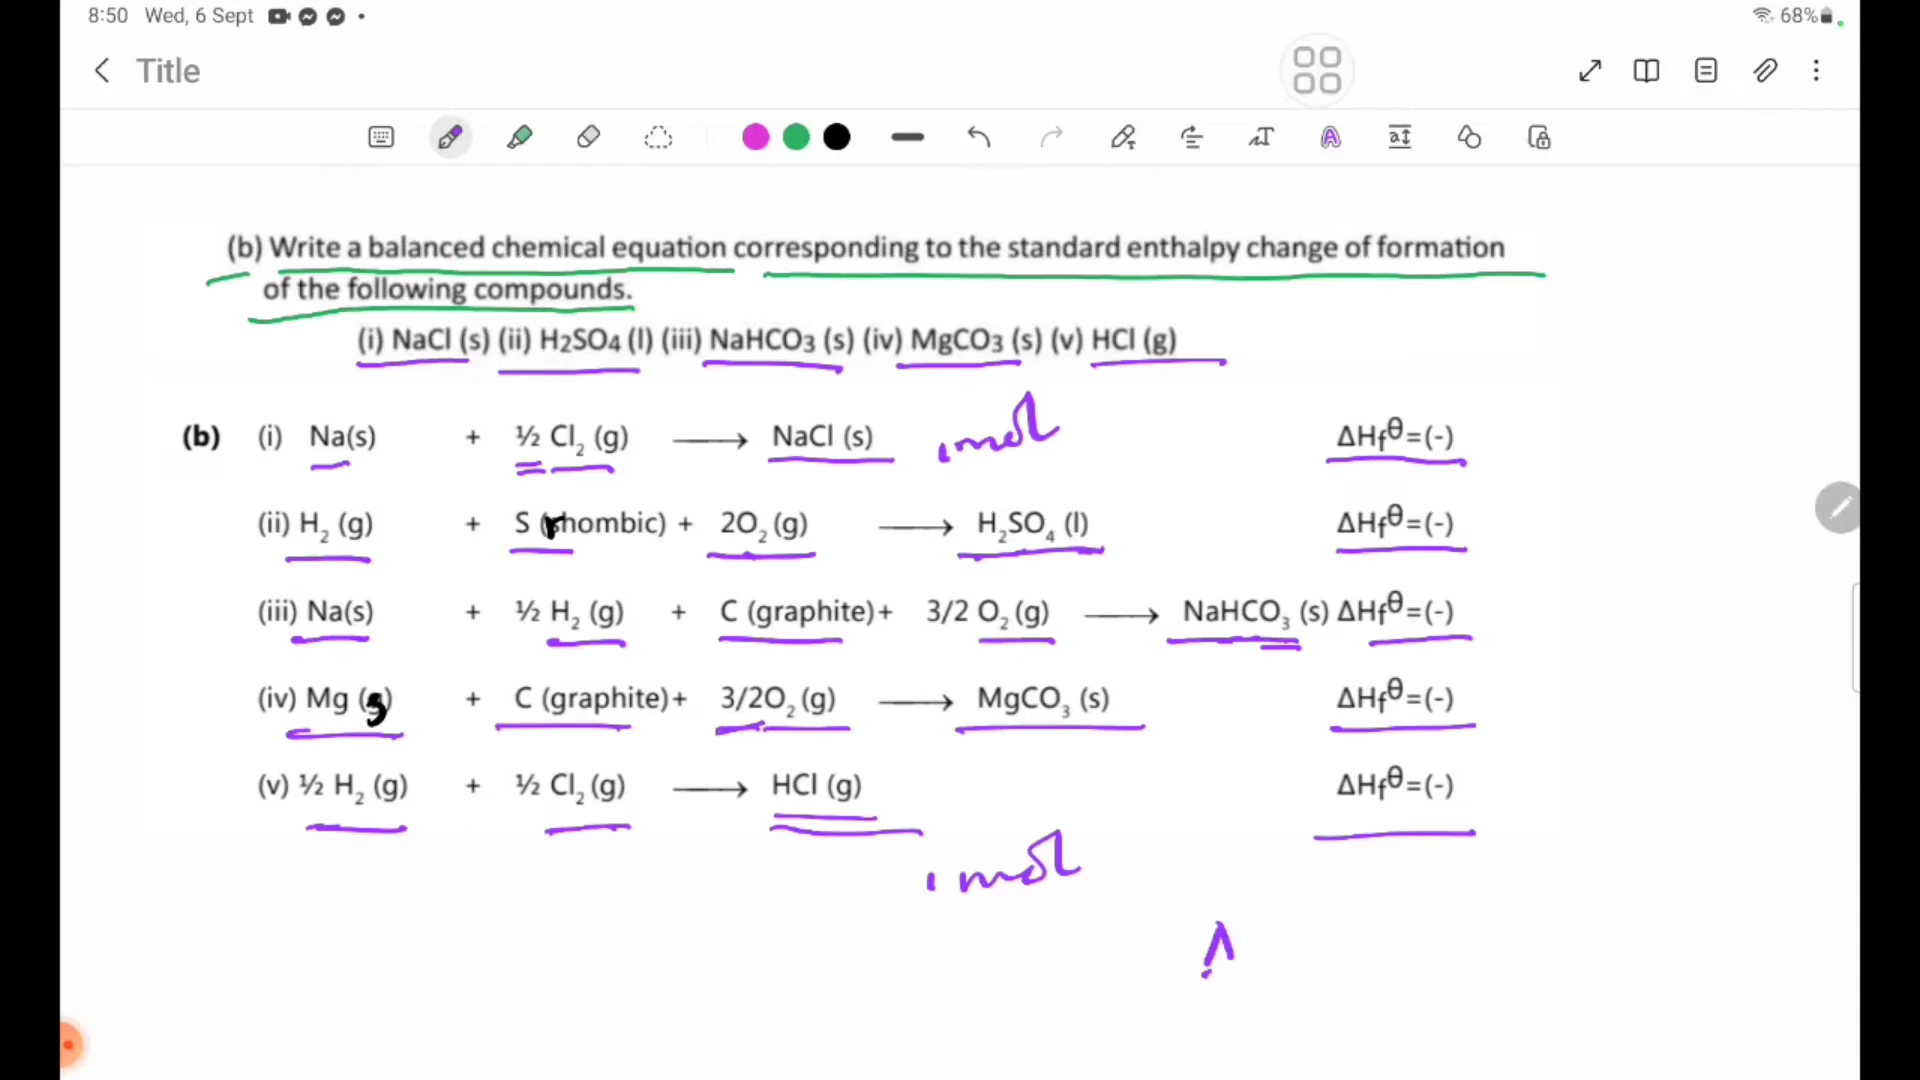 8:50 Wed, 6 Sept 68%
Title
(b) Write a balanced chemical equation corresponding to the standard enthalpy change of formation
of the following compounds.
(i) NaCl (s) (ii) H2SO4 (l) (iii) NaHCO3 (s) (iv) MgCO3 (s) (v) HCl (g)
(b) (i) Na(s) + ½ Cl₂ (g) ⟶ NaCl (s) 1 mol ΔHfᶿ=(-)
(ii) H₂ (g) + S (rhombic) + 2O₂ (g) ⟶ H₂SO₄ (l) ΔHfᶿ=(-)
(iii) Na(s) + ½ H₂ (g) + C (graphite) + 3/2 O₂ (g) ⟶ NaHCO₃ (s) ΔHfᶿ=(-)
(iv) Mg (s) + C (graphite) + 3/2O₂ (g) ⟶ MgCO₃ (s) ΔHfᶿ=(-)
(v) ½ H₂ (g) + ½ Cl₂ (g) ⟶ HCl (g) ΔHfᶿ=(-)
1 mol